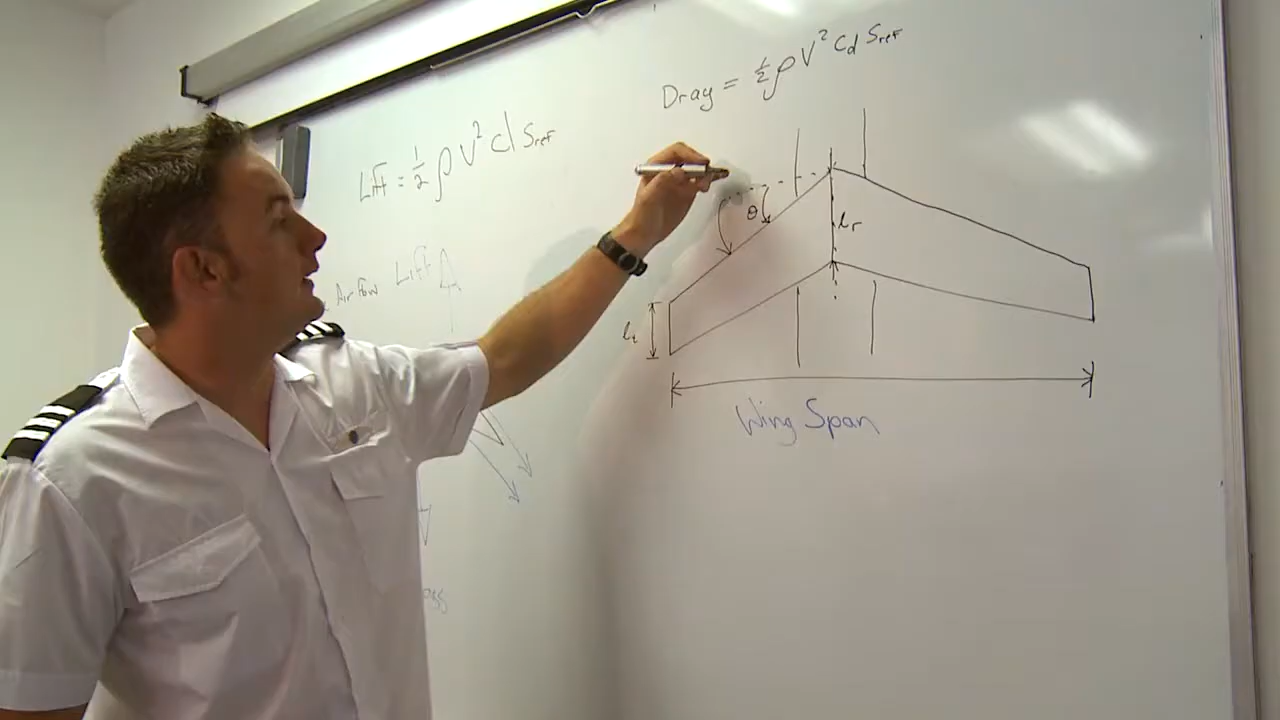 Drag = ½ ρ V² Cd Sref
Lift = ½ ρ V² Cl Sref
θ
lr
Air flow Lift
lt
Wing Span